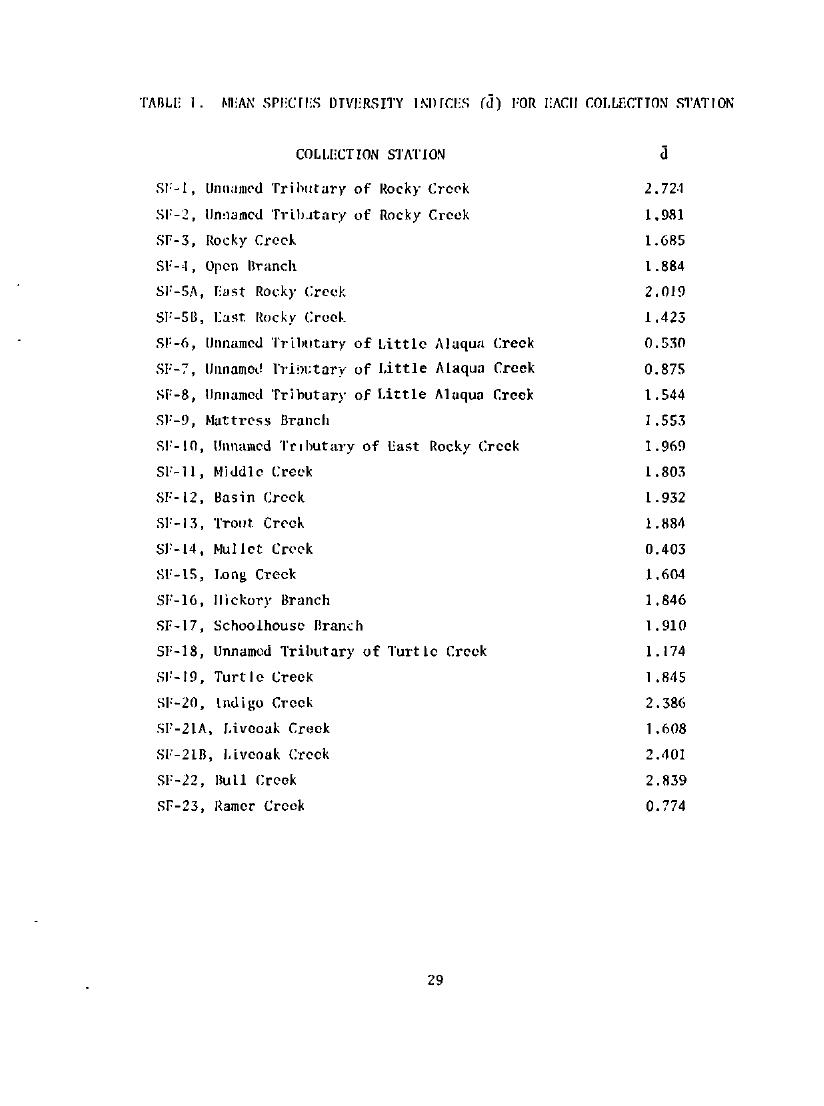 TABLE 1. MEAN SPECIES DIVERSITY INDICES (d̄) FOR EACH COLLECTION STATION
COLLECTION STATION d̄
SF-1, Unnamed Tributary of Rocky Creek 2.724
SF-2, Unnamed Tributary of Rocky Creek 1.981
SF-3, Rocky Creek 1.685
SF-4, Open Branch 1.884
SF-5A, East Rocky Creek 2.019
SF-5B, East Rocky Creek 1.423
SF-6, Unnamed Tributary of Little Alaqua Creek 0.530
SF-7, Unnamed Tributary of Little Alaqua Creek 0.875
SF-8, Unnamed Tributary of Little Alaqua Creek 1.544
SF-9, Mattress Branch 1.553
SF-10, Unnamed Tributary of East Rocky Creek 1.969
SF-11, Middle Creek 1.803
SF-12, Basin Creek 1.932
SF-13, Trout Creek 1.884
SF-14, Mullet Creek 0.403
SF-15, Long Creek 1.604
SF-16, Hickory Branch 1.846
SF-17, Schoolhouse Branch 1.910
SF-18, Unnamed Tributary of Turtle Creek 1.174
SF-19, Turtle Creek 1.845
SF-20, Indigo Creek 2.386
SF-21A, Liveoak Creek 1.608
SF-21B, Liveoak Creek 2.401
SF-22, Bull Creek 2.839
SF-23, Ramer Creek 0.774
29